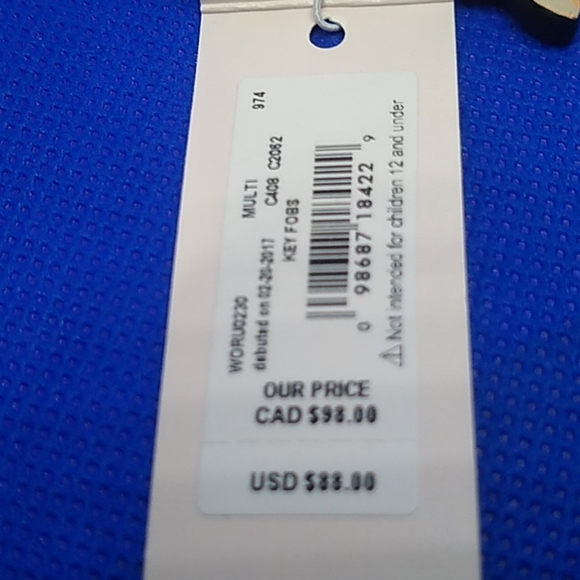 WORU0230 MULTI 974
debuted on 02-20-2017 C408 C2062
KEY FOBS
0 98687 18422 9
⚠ Not intended for children 12 and under
OUR PRICE
CAD $98.00
USD $88.00